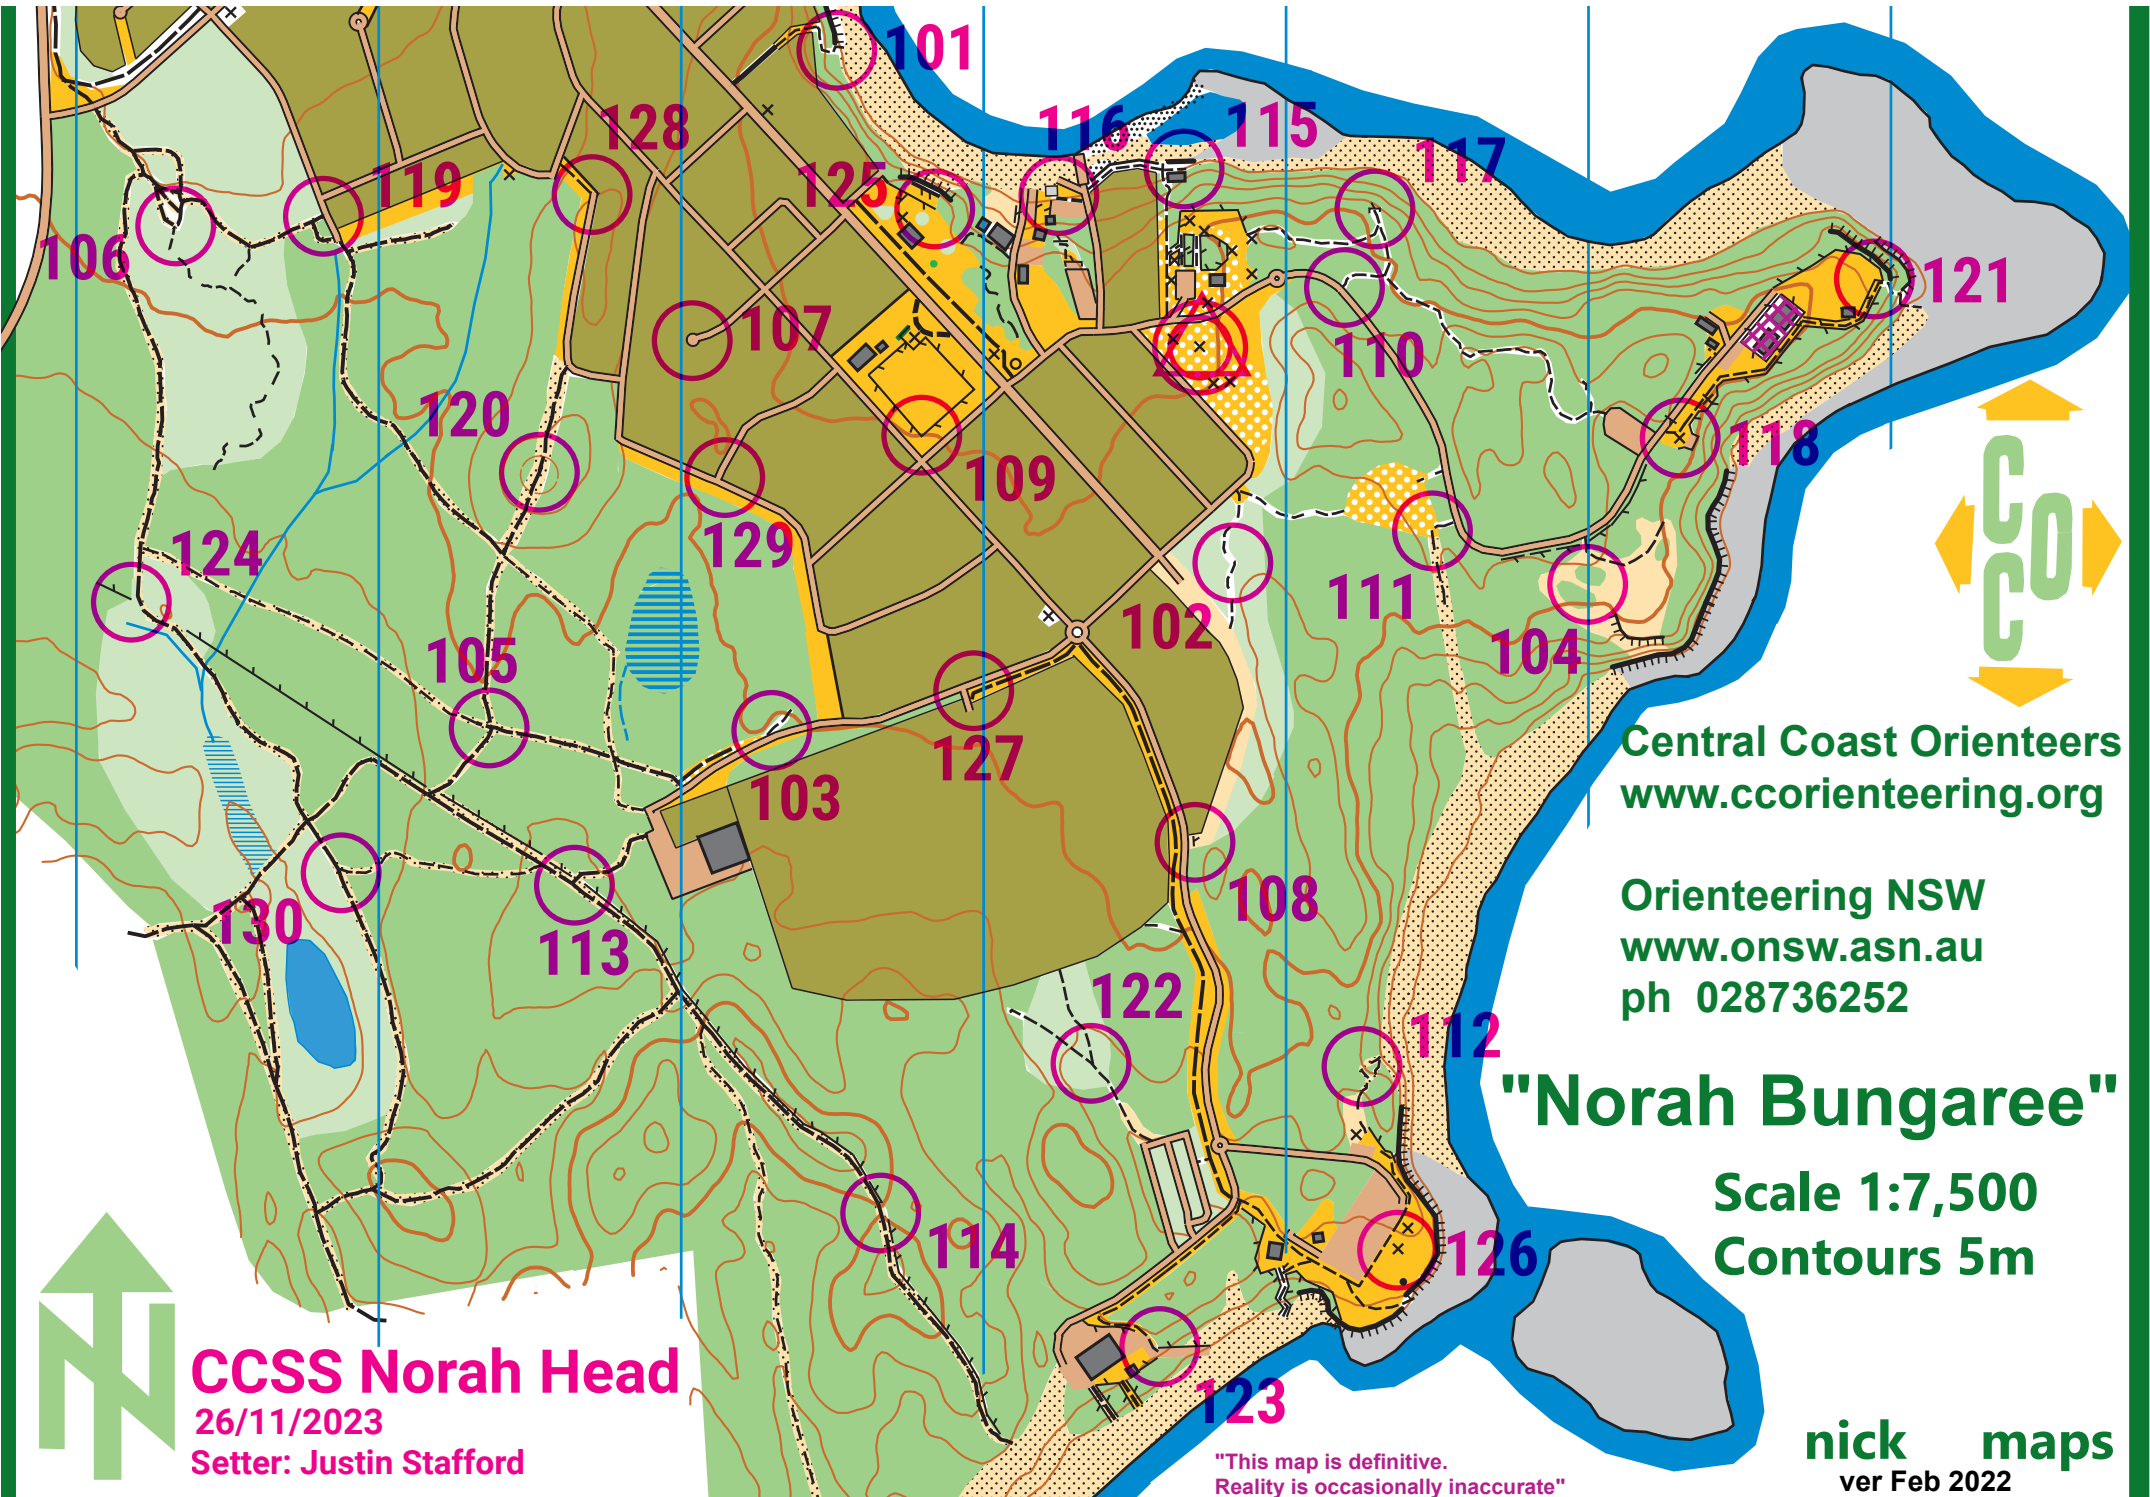 101
128
116
115
117
125
119
106
121
107
110
120
109
118
129
124
102
111
104
105
127
103
Central Coast Orienteers
www.ccorienteering.org
108
130
113
Orienteering NSW
www.onsw.asn.au
ph 028736252
122
112
"Norah Bungaree"
Scale 1:7,500
Contours 5m
114
126
123
CCSS Norah Head
26/11/2023
Setter: Justin Stafford
"This map is definitive.
Reality is occasionally inaccurate"
nick maps
ver Feb 2022
CO
C
N